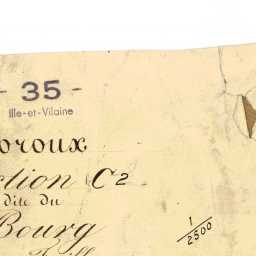 - 35 -
Ille-et-Vilaine
oroux
ction C2
dite du
Bourg
1/2500